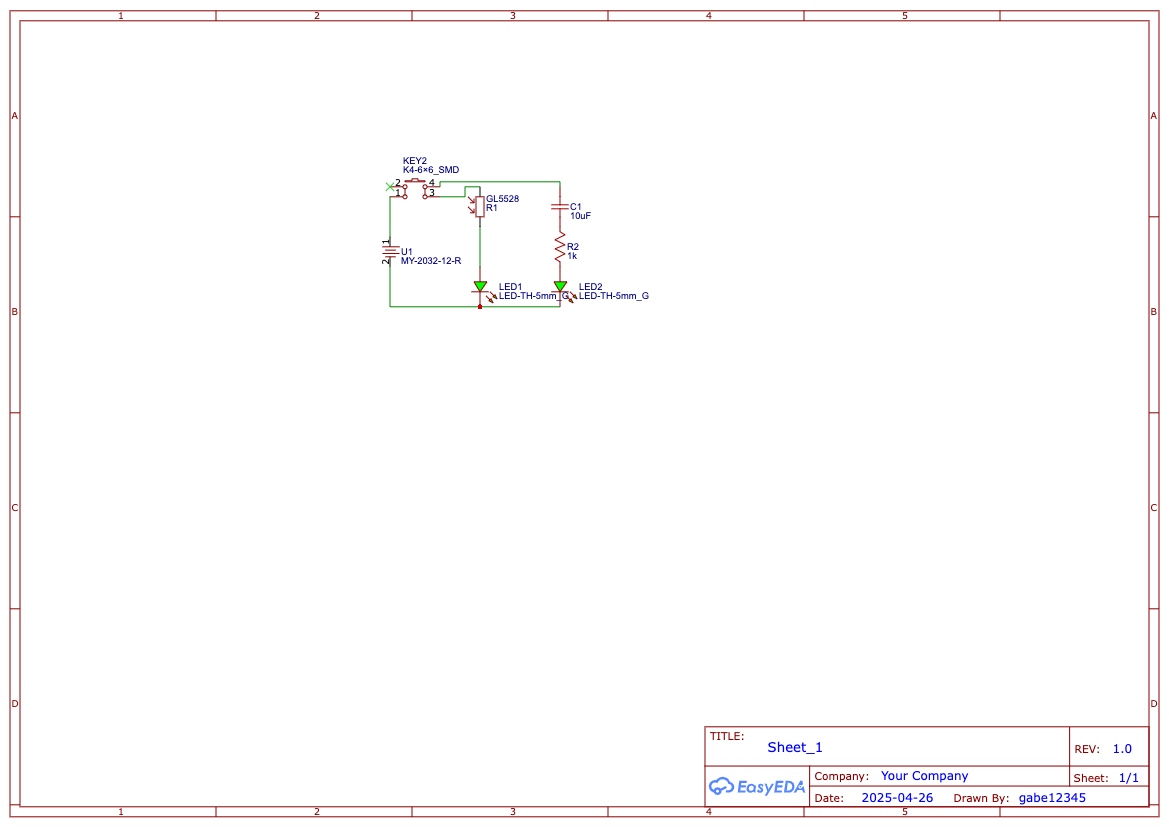 1 2 3 4 5
A A
KEY2
K4-6×6_SMD
2 4
1 3
GL5528
R1
C1
10uF
1
U1
MY-2032-12-R
2
R2
1k
LED1
LED-TH-5mm_G
LED2
LED-TH-5mm_G
B B
C C
D D
TITLE:
Sheet_1
REV: 1.0
EasyEDA
Company: Your Company
Sheet: 1/1
Date: 2025-04-26 Drawn By: gabe12345
1 2 3 4 5